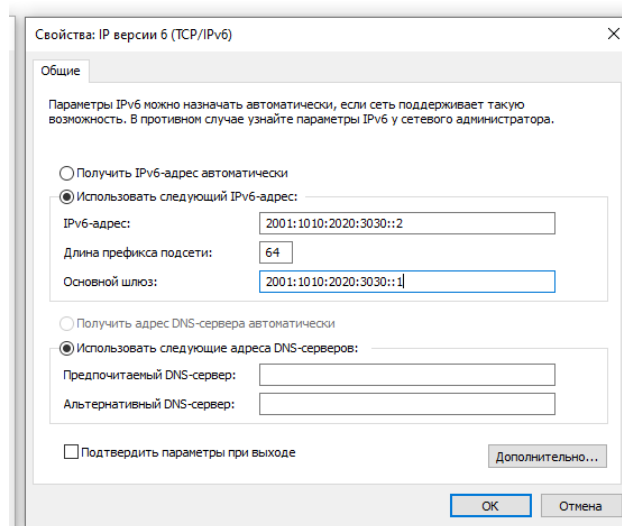 Свойства: IP версии 6 (TCP/IPv6)
Общие
Параметры IPv6 можно назначать автоматически, если сеть поддерживает такую
возможность. В противном случае узнайте параметры IPv6 у сетевого администратора.
Получить IPv6-адрес автоматически
Использовать следующий IPv6-адрес:
IPv6-адрес: 2001:1010:2020:3030::2
Длина префикса подсети: 64
Основной шлюз: 2001:1010:2020:3030::1
Получить адрес DNS-сервера автоматически
Использовать следующие адреса DNS-серверов:
Предпочитаемый DNS-сервер:
Альтернативный DNS-сервер:
Подтвердить параметры при выходе
Дополнительно...
OK Отмена